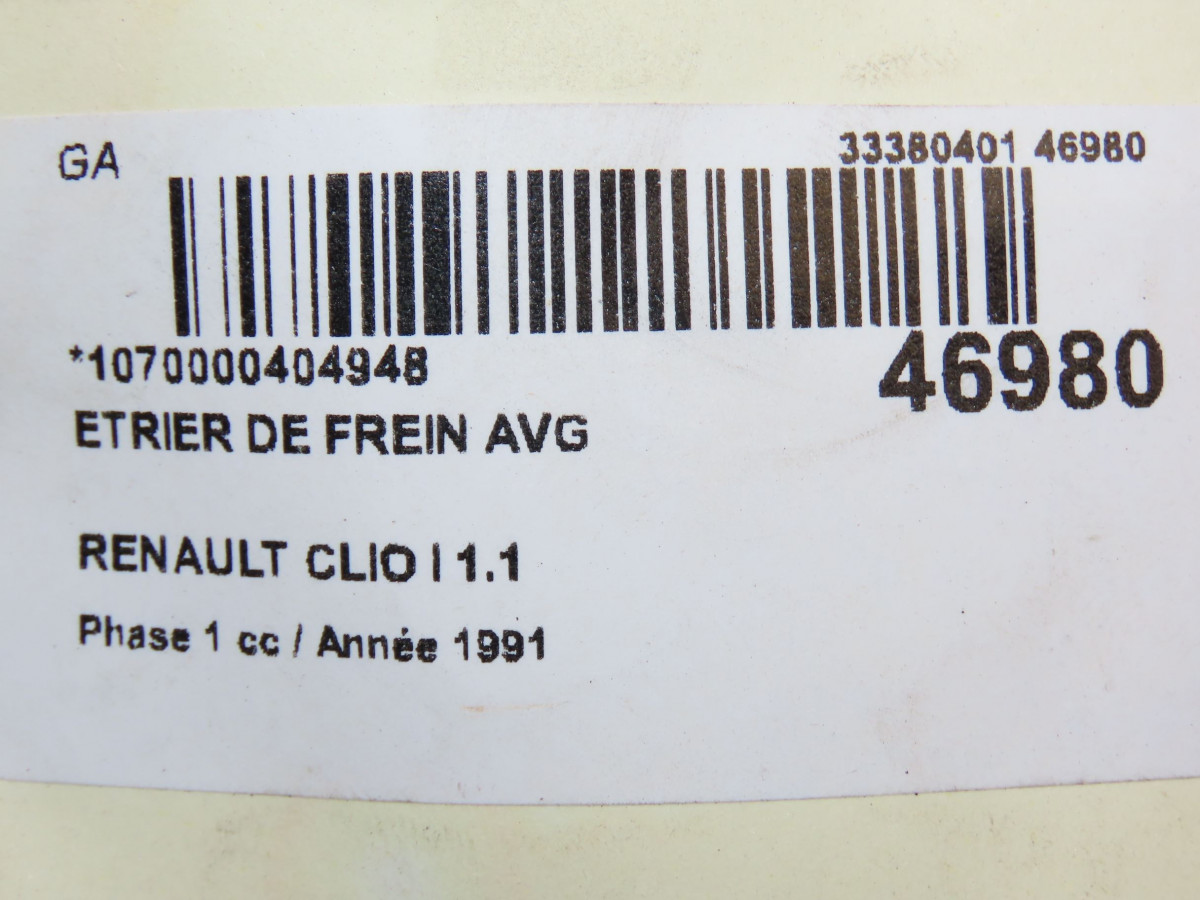 GA
33380401 46980
*1070000404948
46980
ETRIER DE FREIN AVG
RENAULT CLIO I 1.1
Phase 1 cc / Année 1991